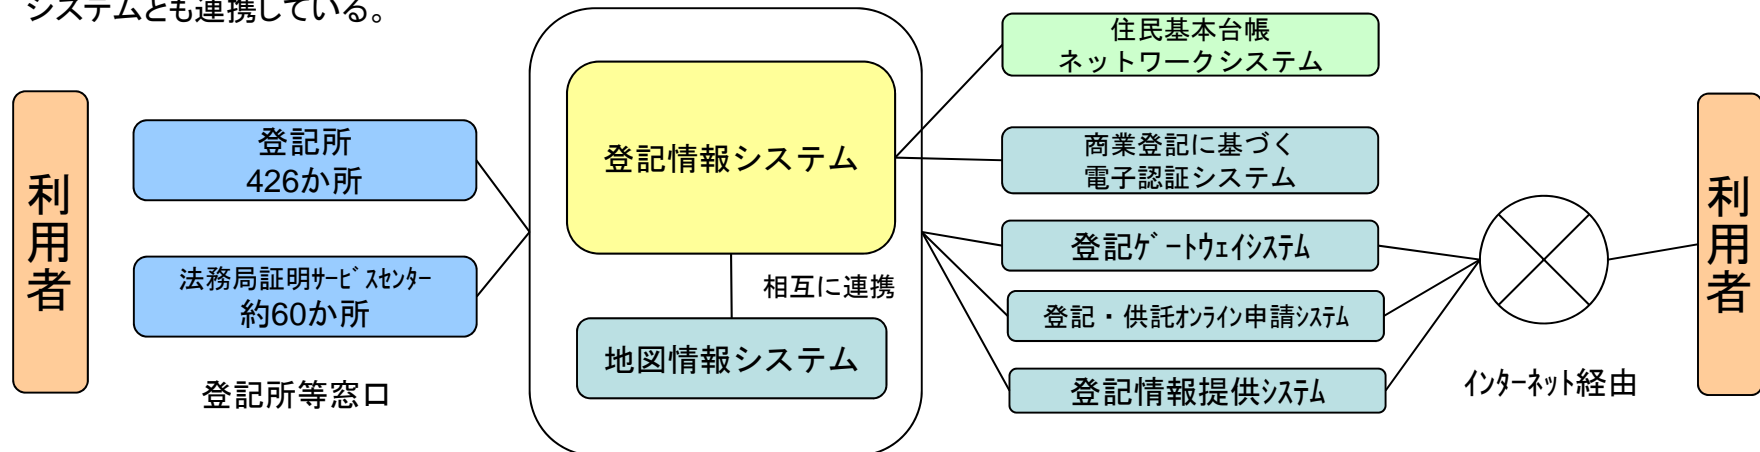 システムとも連携している。
利用者
登記所
426か所
法務局証明ｻｰﾋﾞｽｾﾝﾀｰ
約60か所
登記所等窓口
登記情報システム
相互に連携
地図情報システム
住民基本台帳
ネットワークシステム
商業登記に基づく
電子認証システム
登記ｹﾞｰﾄｳｪｲｼｽﾃﾑ
登記・供託ｵﾝﾗｲﾝ申請ｼｽﾃﾑ
登記情報提供ｼｽﾃﾑ
ｲﾝﾀｰﾈｯﾄ経由
利用者